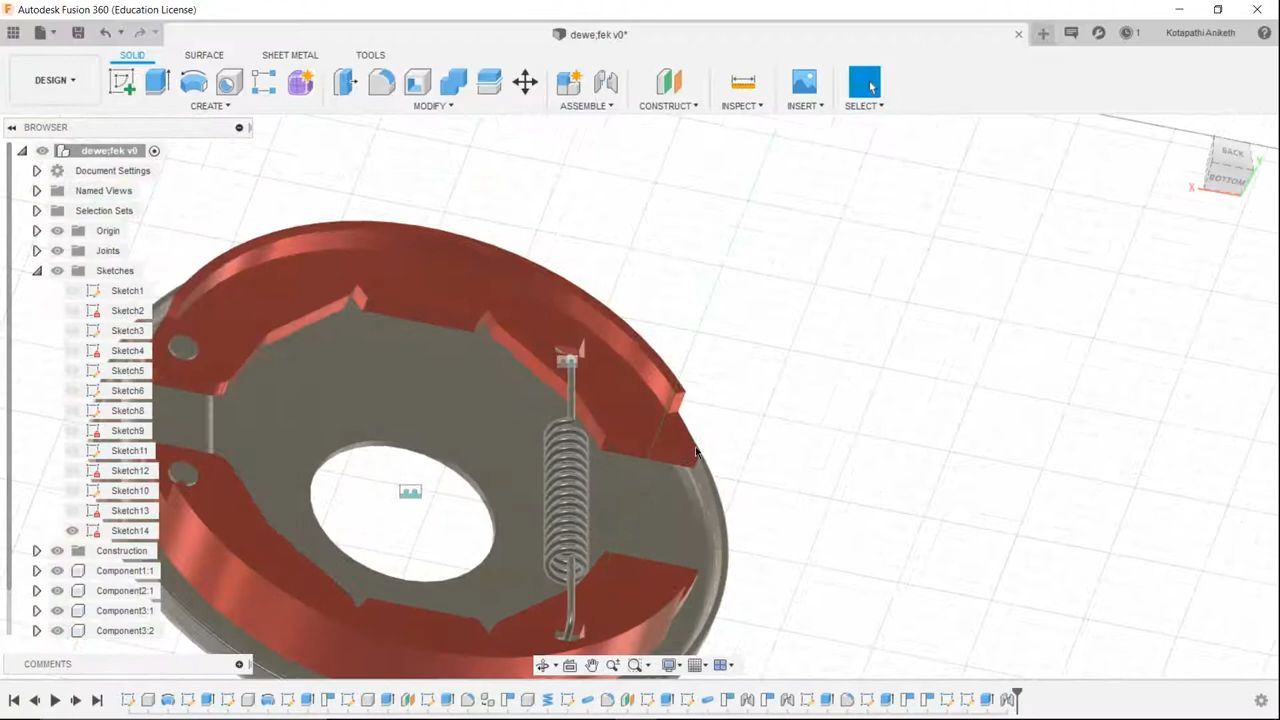 Autodesk Fusion 360 (Education License)
dewe;fek v0*
1
Kotapathi Aniketh
DESIGN
SOLID
SURFACE
SHEET METAL
TOOLS
CREATE
MODIFY
ASSEMBLE
CONSTRUCT
INSPECT
INSERT
SELECT
BROWSER
dewe;fek v0
Document Settings
Named Views
Selection Sets
Origin
Joints
Sketches
Sketch1
Sketch2
Sketch3
Sketch4
Sketch5
Sketch6
Sketch8
Sketch9
Sketch11
Sketch12
Sketch10
Sketch13
Sketch14
Construction
Component1:1
Component2:1
Component3:1
Component3:2
BACK
BOTTOM
X
Y
COMMENTS